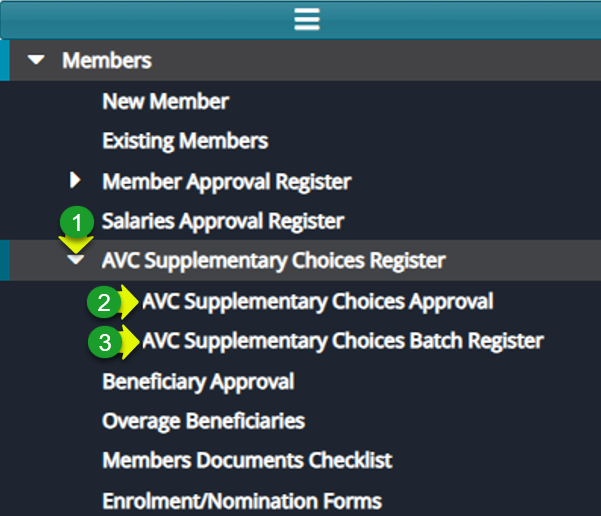 Members
New Member
Existing Members
Member Approval Register
1 Salaries Approval Register
AVC Supplementary Choices Register
2 AVC Supplementary Choices Approval
3 AVC Supplementary Choices Batch Register
Beneficiary Approval
Overage Beneficiaries
Members Documents Checklist
Enrolment/Nomination Forms